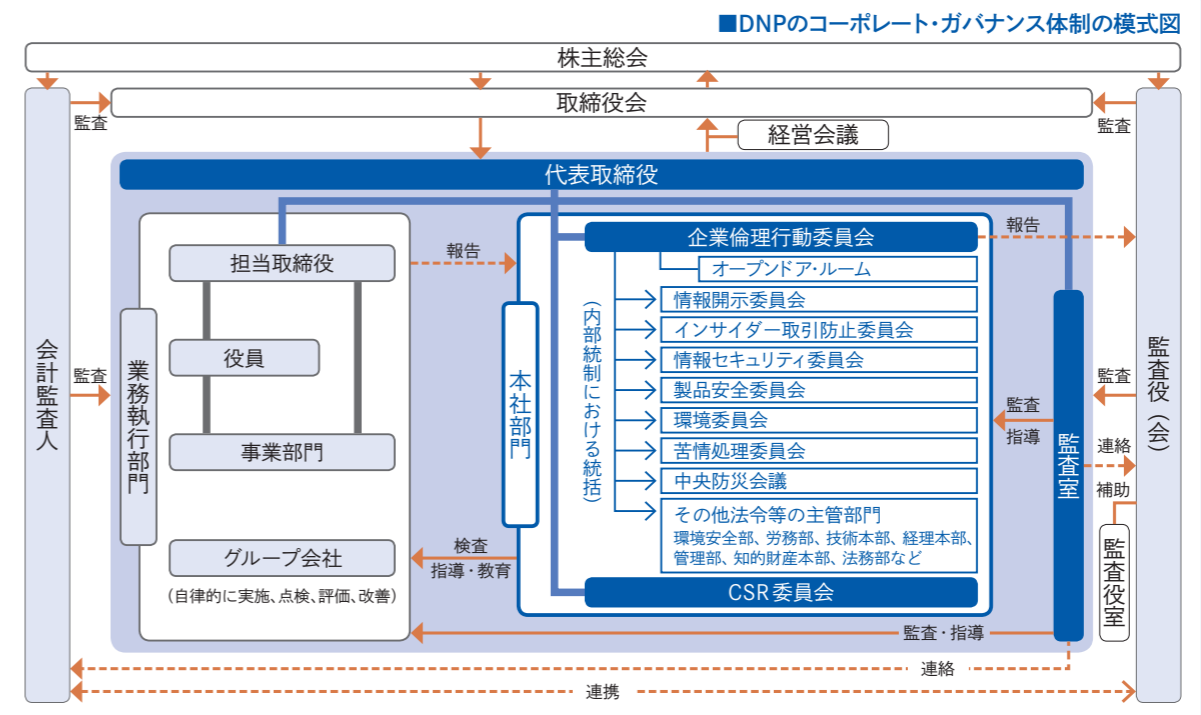 ■DNPのコーポレート・ガバナンス体制の模式図
株主総会
取締役会
監査
監査
経営会議
代表取締役
企業倫理行動委員会
報告
担当取締役
報告
オープンドア・ルーム
(内部統制における統括)
情報開示委員会
インサイダー取引防止委員会
会計監査人
監査
業務執行部門
役員
本社部門
情報セキュリティ委員会
製品安全委員会
監査
指導
監査室
監査
監査役(会)
環境委員会
事業部門
苦情処理委員会
連絡
中央防災会議
補助
その他法令等の主管部門
環境安全部、労務部、技術本部、経理本部、
管理部、知的財産本部、法務部など
監査役室
グループ会社
検査
指導・教育
(自律的に実施、点検、評価、改善)
CSR委員会
監査・指導
連絡
連携